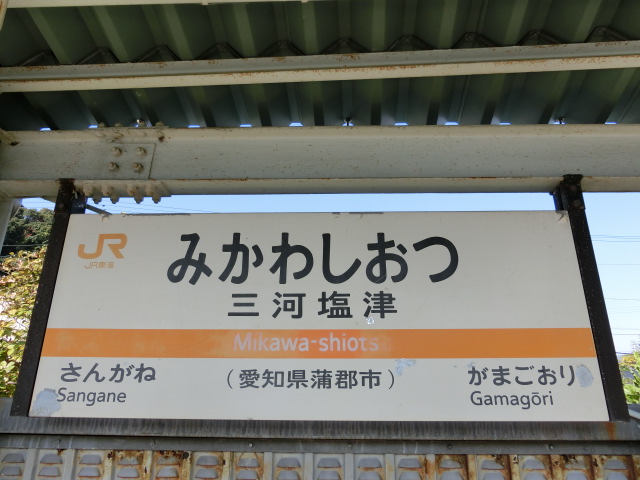 JR
JR東海
みかわしおつ
三河塩津
Mikawa-shiots
さんがね
Sangane
(愛知県蒲郡市)
がまごおり
Gamagōri